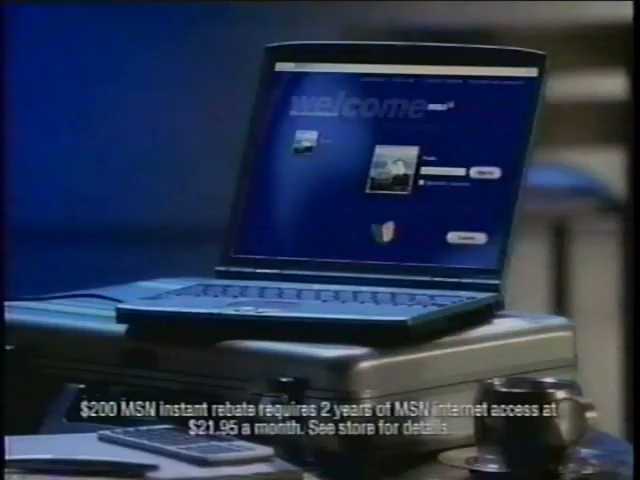 welcome msn
$200 MSN instant rebate requires 2 years of MSN internet access at
$21.95 a month. See store for details.